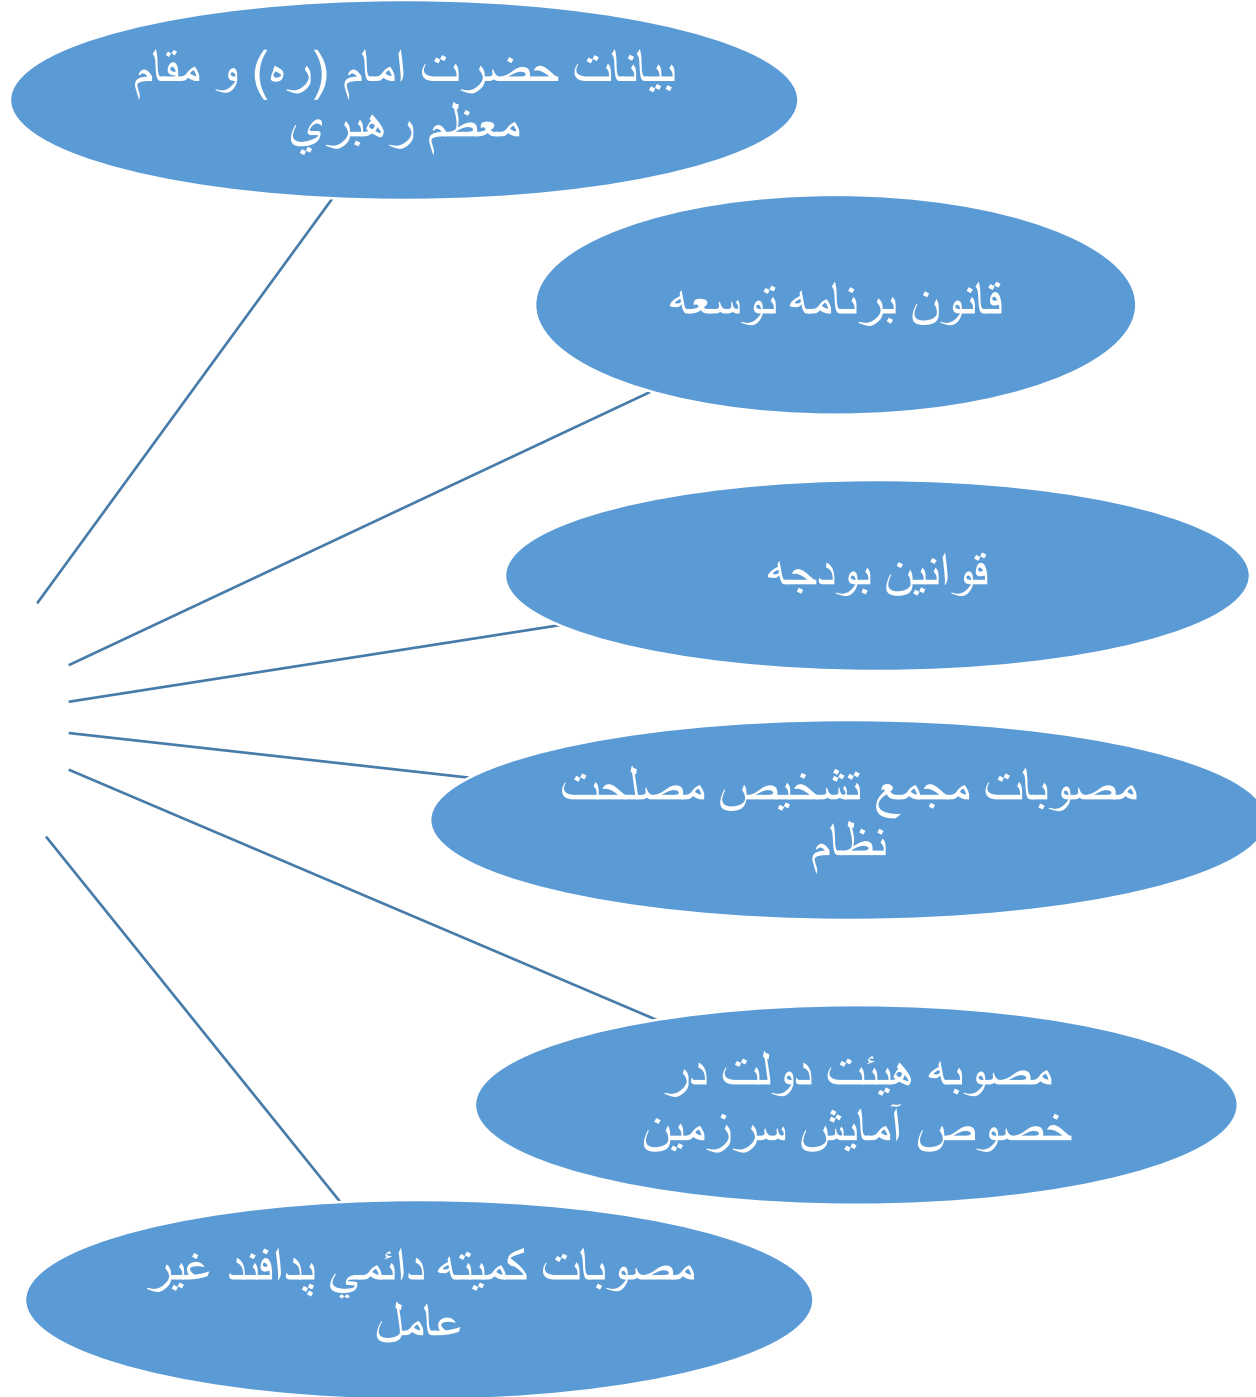 بيانات حضرت امام (ره) و مقام
معظم رهبري
قانون برنامه توسعه
قوانين بودجه
مصوبات مجمع تشخيص مصلحت
نظام
مصوبه هيئت دولت در
خصوص آمايش سرزمين
مصوبات كميته دائمي پدافند غير
عامل